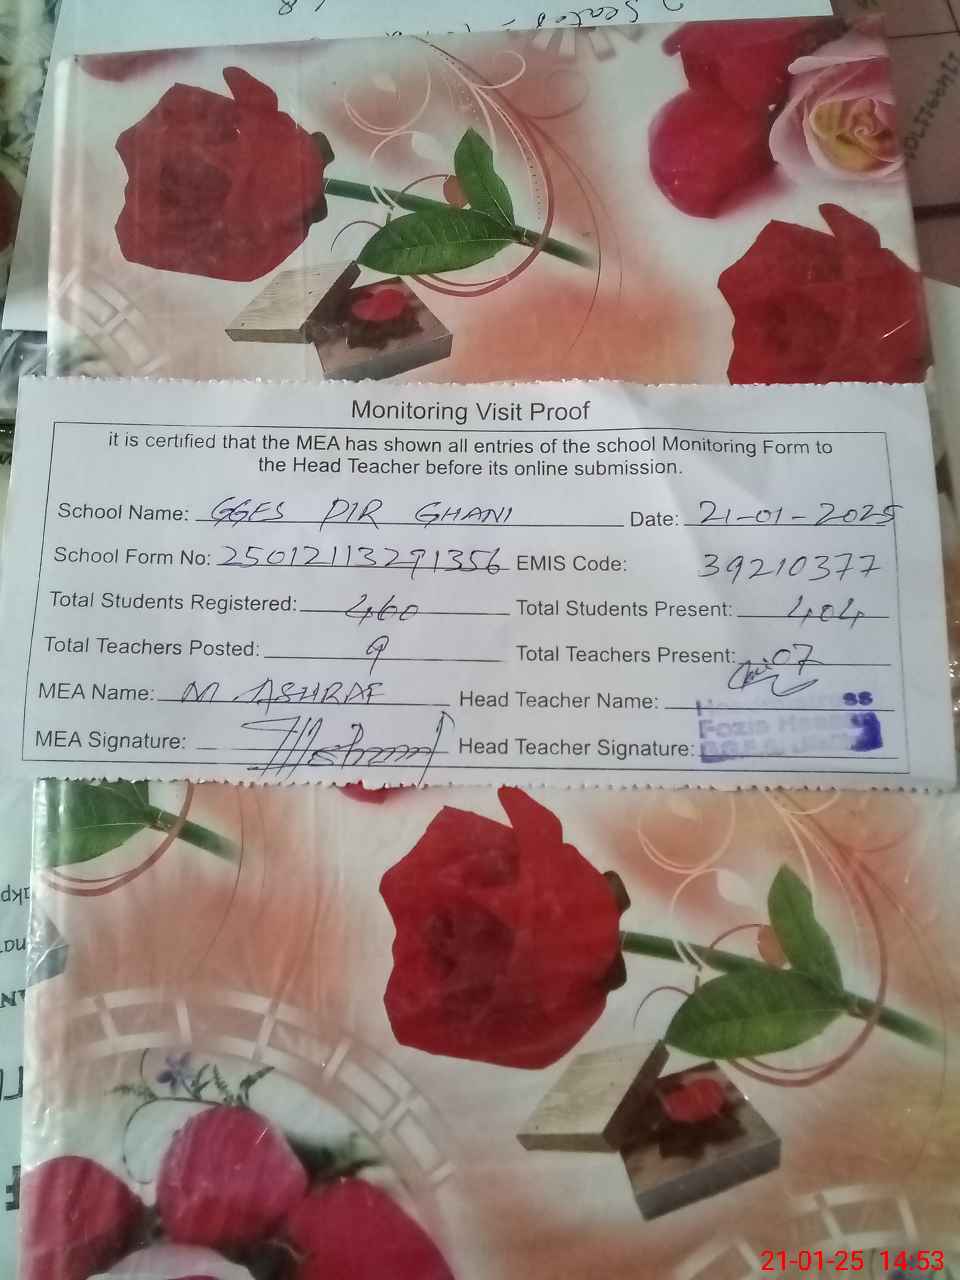 Monitoring Visit Proof
it is certified that the MEA has shown all entries of the school Monitoring Form to
the Head Teacher before its online submission.
School Name: GGES PIR GHANI Date: 21-01-2025
School Form No: 25012113291356 EMIS Code: 39210377
Total Students Registered: 460 Total Students Present: 404
Total Teachers Posted: 9 Total Teachers Present: 07
MEA Name: M ASHRAF Head Teacher Name:
MEA Signature: Head Teacher Signature:
Fozia
21-01-25 14:53